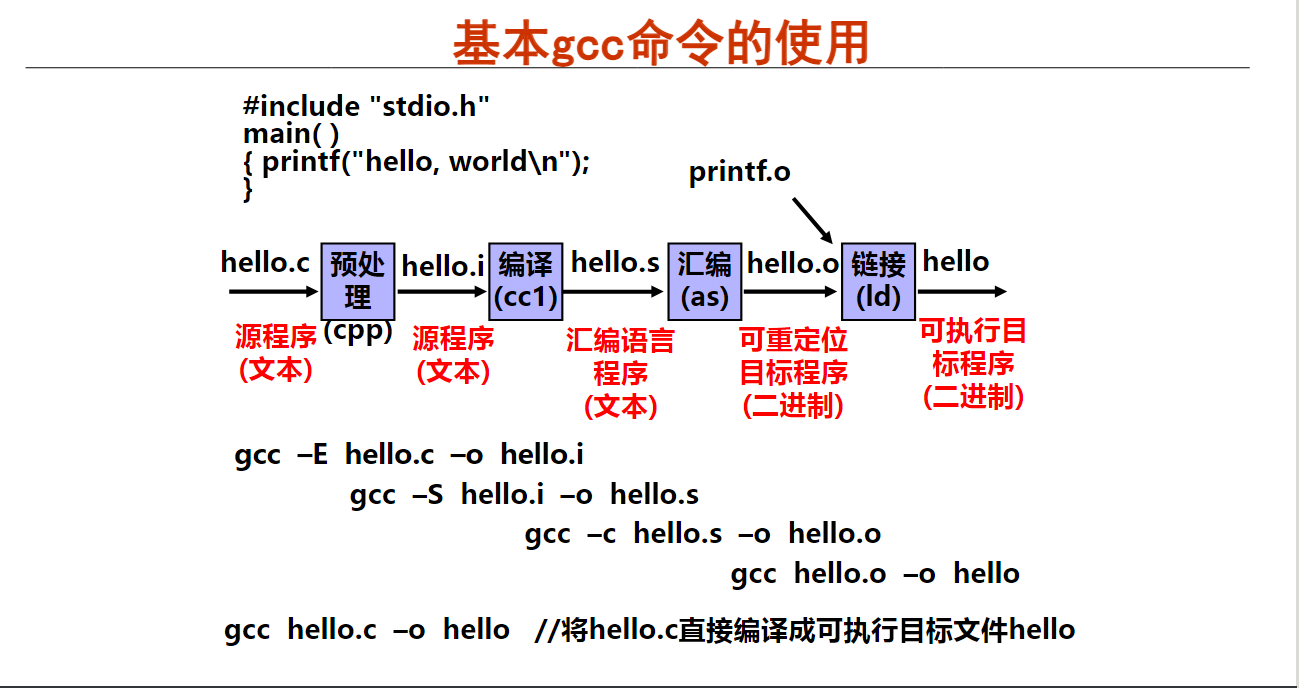 基本gcc命令的使用
#include "stdio.h"
main( )
{ printf("hello, world\n");
}
printf.o
hello.c
预处
理
(cpp)
hello.i
编译
(cc1)
hello.s
汇编
(as)
hello.o
链接
(ld)
hello
源程序
(文本)
源程序
(文本)
汇编语言
程序
(文本)
可重定位
目标程序
(二进制)
可执行目
标程序
(二进制)
gcc –E hello.c –o hello.i
gcc –S hello.i –o hello.s
gcc –c hello.s –o hello.o
gcc hello.o –o hello
gcc hello.c –o hello //将hello.c直接编译成可执行目标文件hello